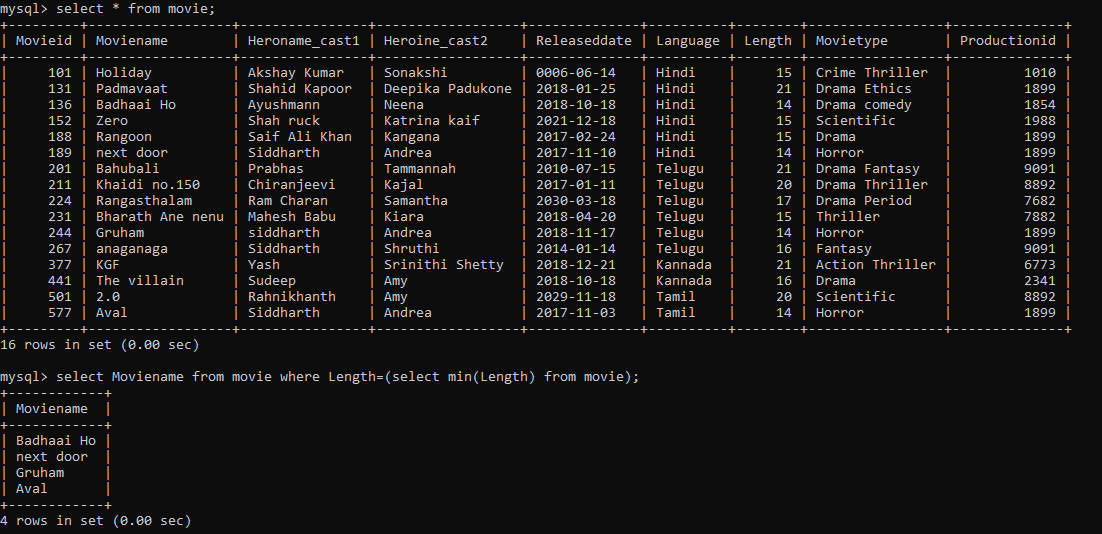 mysql> select * from movie;
+---------+------------------+----------------+------------------+--------------+----------+--------+-----------------+--------------+
| Movieid | Moviename        | Heroname_cast1 | Heroine_cast2    | Releaseddate | Language | Length | Movietype       | Productionid |
+---------+------------------+----------------+------------------+--------------+----------+--------+-----------------+--------------+
|     101 | Holiday          | Akshay Kumar   | Sonakshi         | 0006-06-14   | Hindi    |     15 | Crime Thriller  |         1010 |
|     131 | Padmavaat        | Shahid Kapoor  | Deepika Padukone | 2018-01-25   | Hindi    |     21 | Drama Ethics    |         1899 |
|     136 | Badhaai Ho       | Ayushmann      | Neena            | 2018-10-18   | Hindi    |     14 | Drama comedy    |         1854 |
|     152 | Zero             | Shah ruck      | Katrina kaif     | 2021-12-18   | Hindi    |     15 | Scientific      |         1988 |
|     188 | Rangoon          | Saif Ali Khan  | Kangana          | 2017-02-24   | Hindi    |     15 | Drama           |         1899 |
|     189 | next door        | Siddharth      | Andrea           | 2017-11-10   | Hindi    |     14 | Horror          |         1899 |
|     201 | Bahubali         | Prabhas        | Tammannah        | 2010-07-15   | Telugu   |     21 | Drama Fantasy   |         9091 |
|     211 | Khaidi no.150    | Chiranjeevi    | Kajal            | 2017-01-11   | Telugu   |     20 | Drama Thriller  |         8892 |
|     224 | Rangasthalam     | Ram Charan     | Samantha         | 2030-03-18   | Telugu   |     17 | Drama Period    |         7682 |
|     231 | Bharath Ane nenu | Mahesh Babu    | Kiara            | 2018-04-20   | Telugu   |     15 | Thriller        |         7882 |
|     244 | Gruham           | siddharth      | Andrea           | 2018-11-17   | Telugu   |     14 | Horror          |         1899 |
|     267 | anaganaga        | Siddharth      | Shruthi          | 2014-01-14   | Telugu   |     16 | Fantasy         |         9091 |
|     377 | KGF              | Yash           | Srinithi Shetty  | 2018-12-21   | Kannada  |     21 | Action Thriller |         6773 |
|     441 | The villain      | Sudeep         | Amy              | 2018-10-18   | Kannada  |     16 | Drama           |         2341 |
|     501 | 2.0              | Rahnikhanth    | Amy              | 2029-11-18   | Tamil    |     20 | Scientific      |         8892 |
|     577 | Aval             | Siddharth      | Andrea           | 2017-11-03   | Tamil    |     14 | Horror          |         1899 |
+---------+------------------+----------------+------------------+--------------+----------+--------+-----------------+--------------+
16 rows in set (0.00 sec)
mysql> select Moviename from movie where Length=(select min(Length) from movie);
+------------+
| Moviename  |
+------------+
| Badhaai Ho |
| next door  |
| Gruham     |
| Aval       |
+------------+
4 rows in set (0.00 sec)